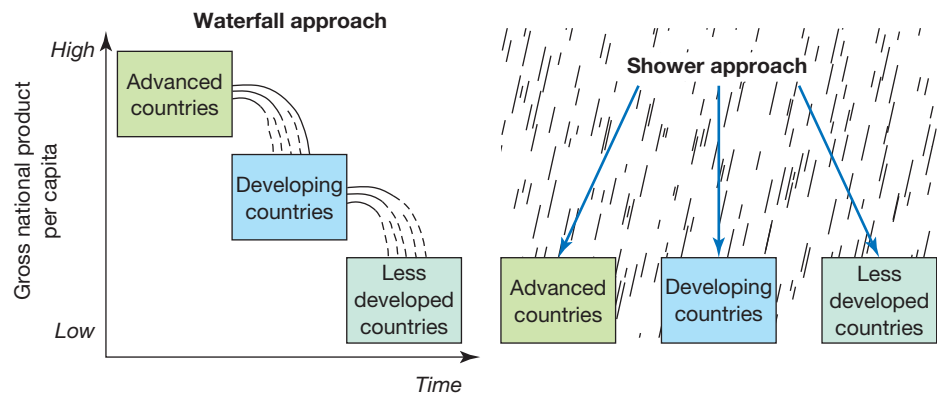 Waterfall approach
High
Advanced
countries
Developing
countries
Less
developed
countries
Low
Gross national product
per capita
Time
Shower approach
Advanced
countries
Developing
countries
Less
developed
countries